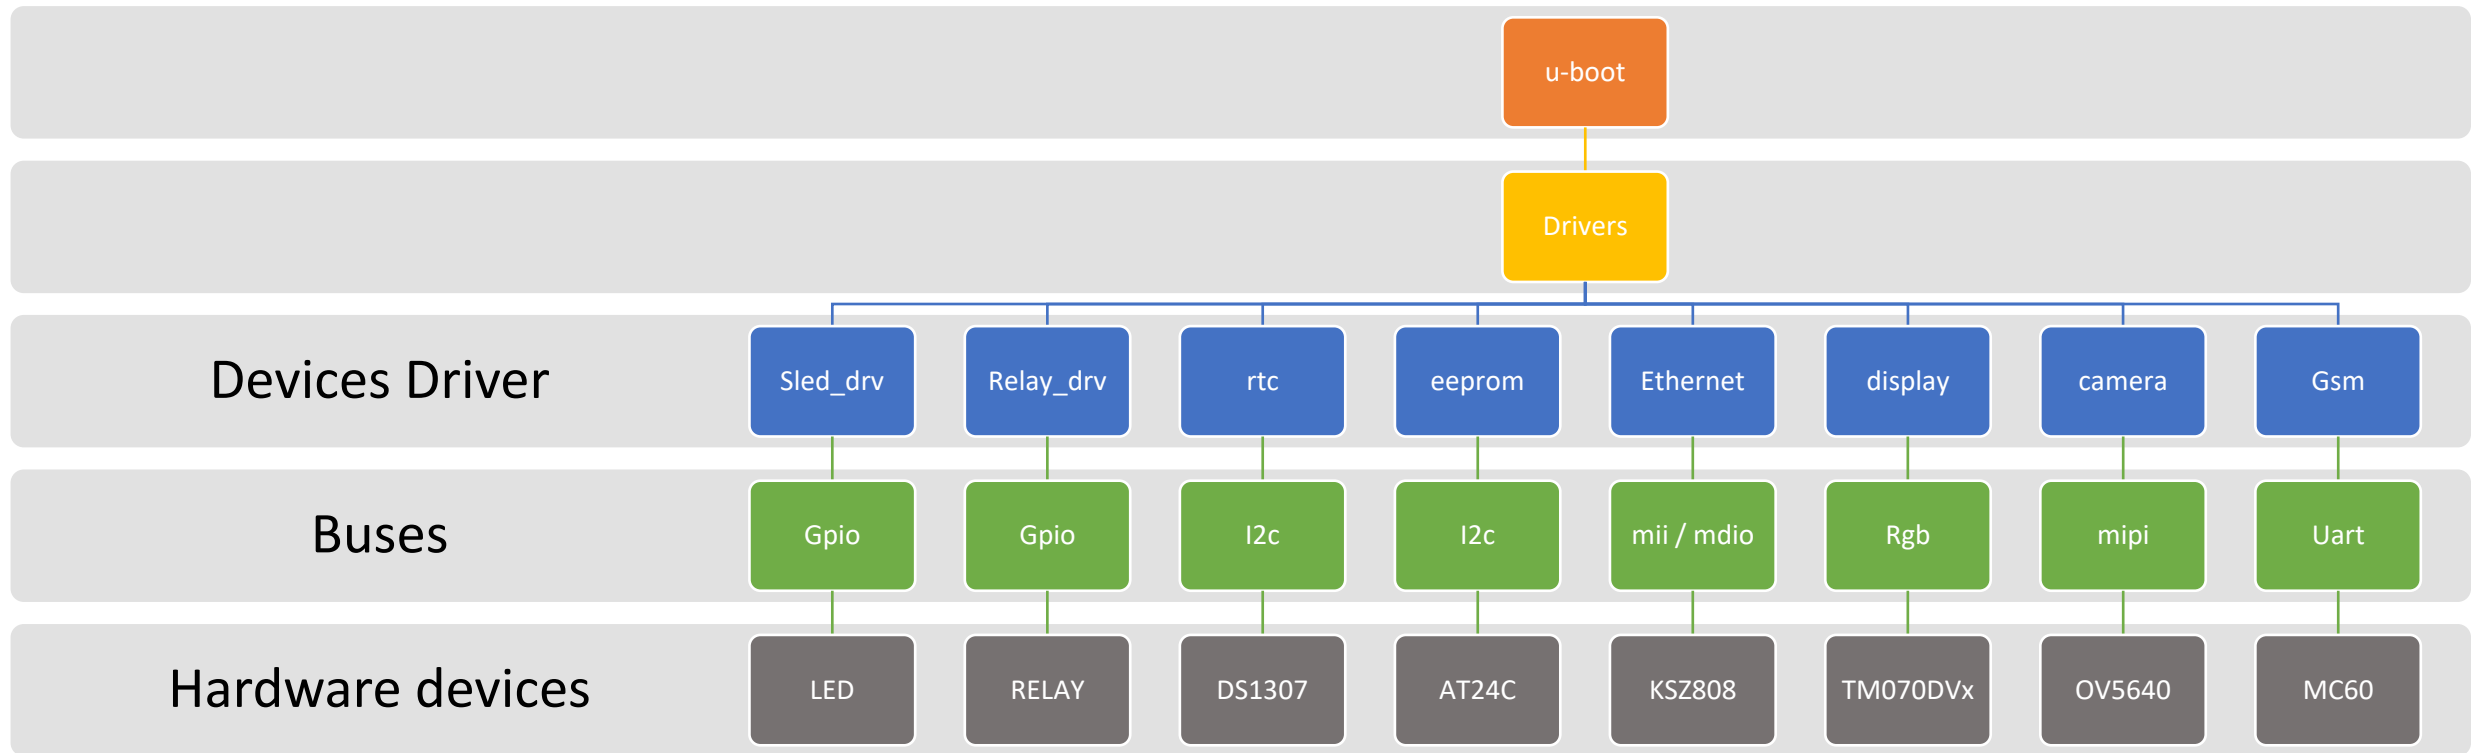 u-boot
Drivers
Devices Driver
Sled_drv
Relay_drv
rtc
eeprom
Ethernet
display
camera
Gsm
Buses
Gpio
Gpio
I2c
I2c
mii / mdio
Rgb
mipi
Uart
Hardware devices
LED
RELAY
DS1307
AT24C
KSZ808
TM070DVx
OV5640
MC60